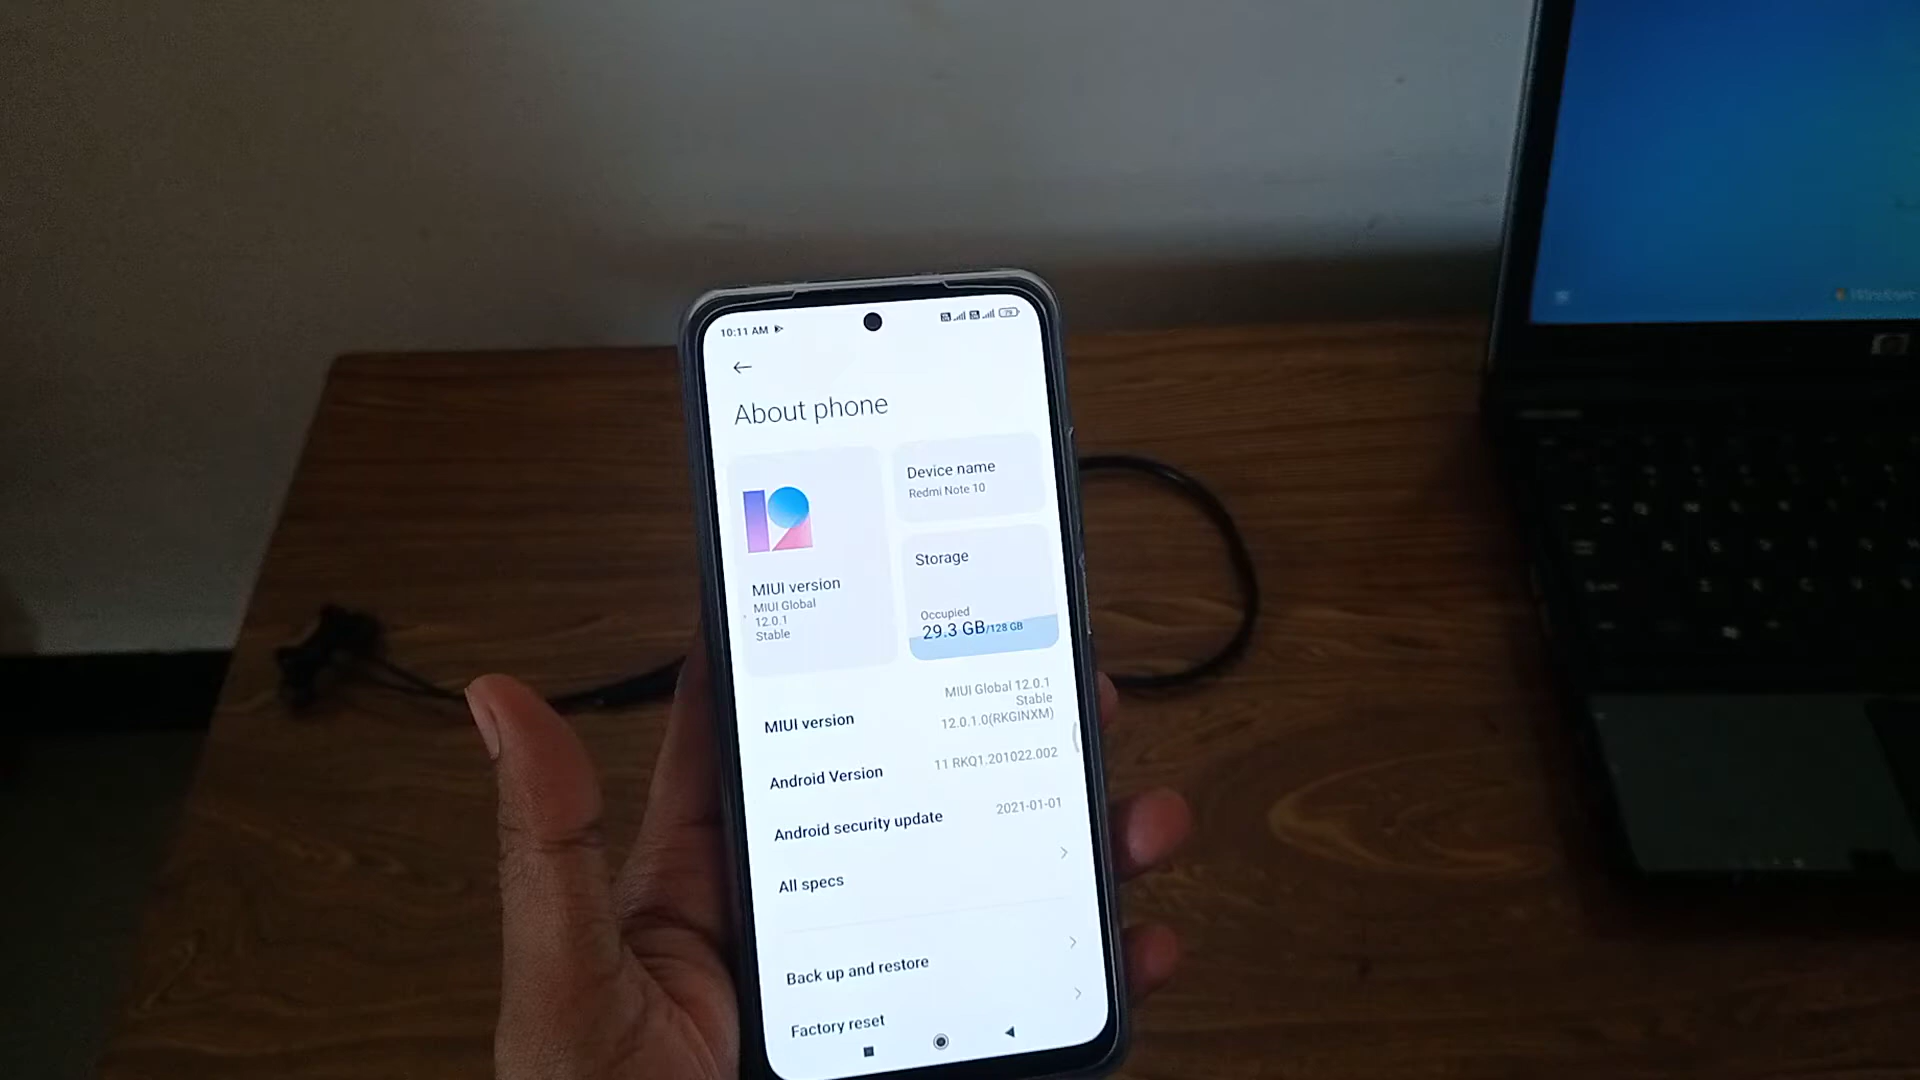 10:11 AM
About phone
Device name
Redmi Note 10
MIUI version
MIUI Global
12.0.1
Stable
Storage
Occupied
29.3 GB/128 GB
MIUI version
MIUI Global 12.0.1
Stable
12.0.1.0(RKGINXM)
Android Version
11 RKQ1.201022.002
Android security update
2021-01-01
All specs
Back up and restore
Factory reset
Windows
hp